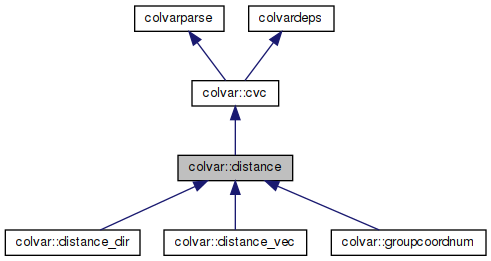 colvarparse
colvardeps
colvar::cvc
colvar::distance
colvar::distance_dir
colvar::distance_vec
colvar::groupcoordnum